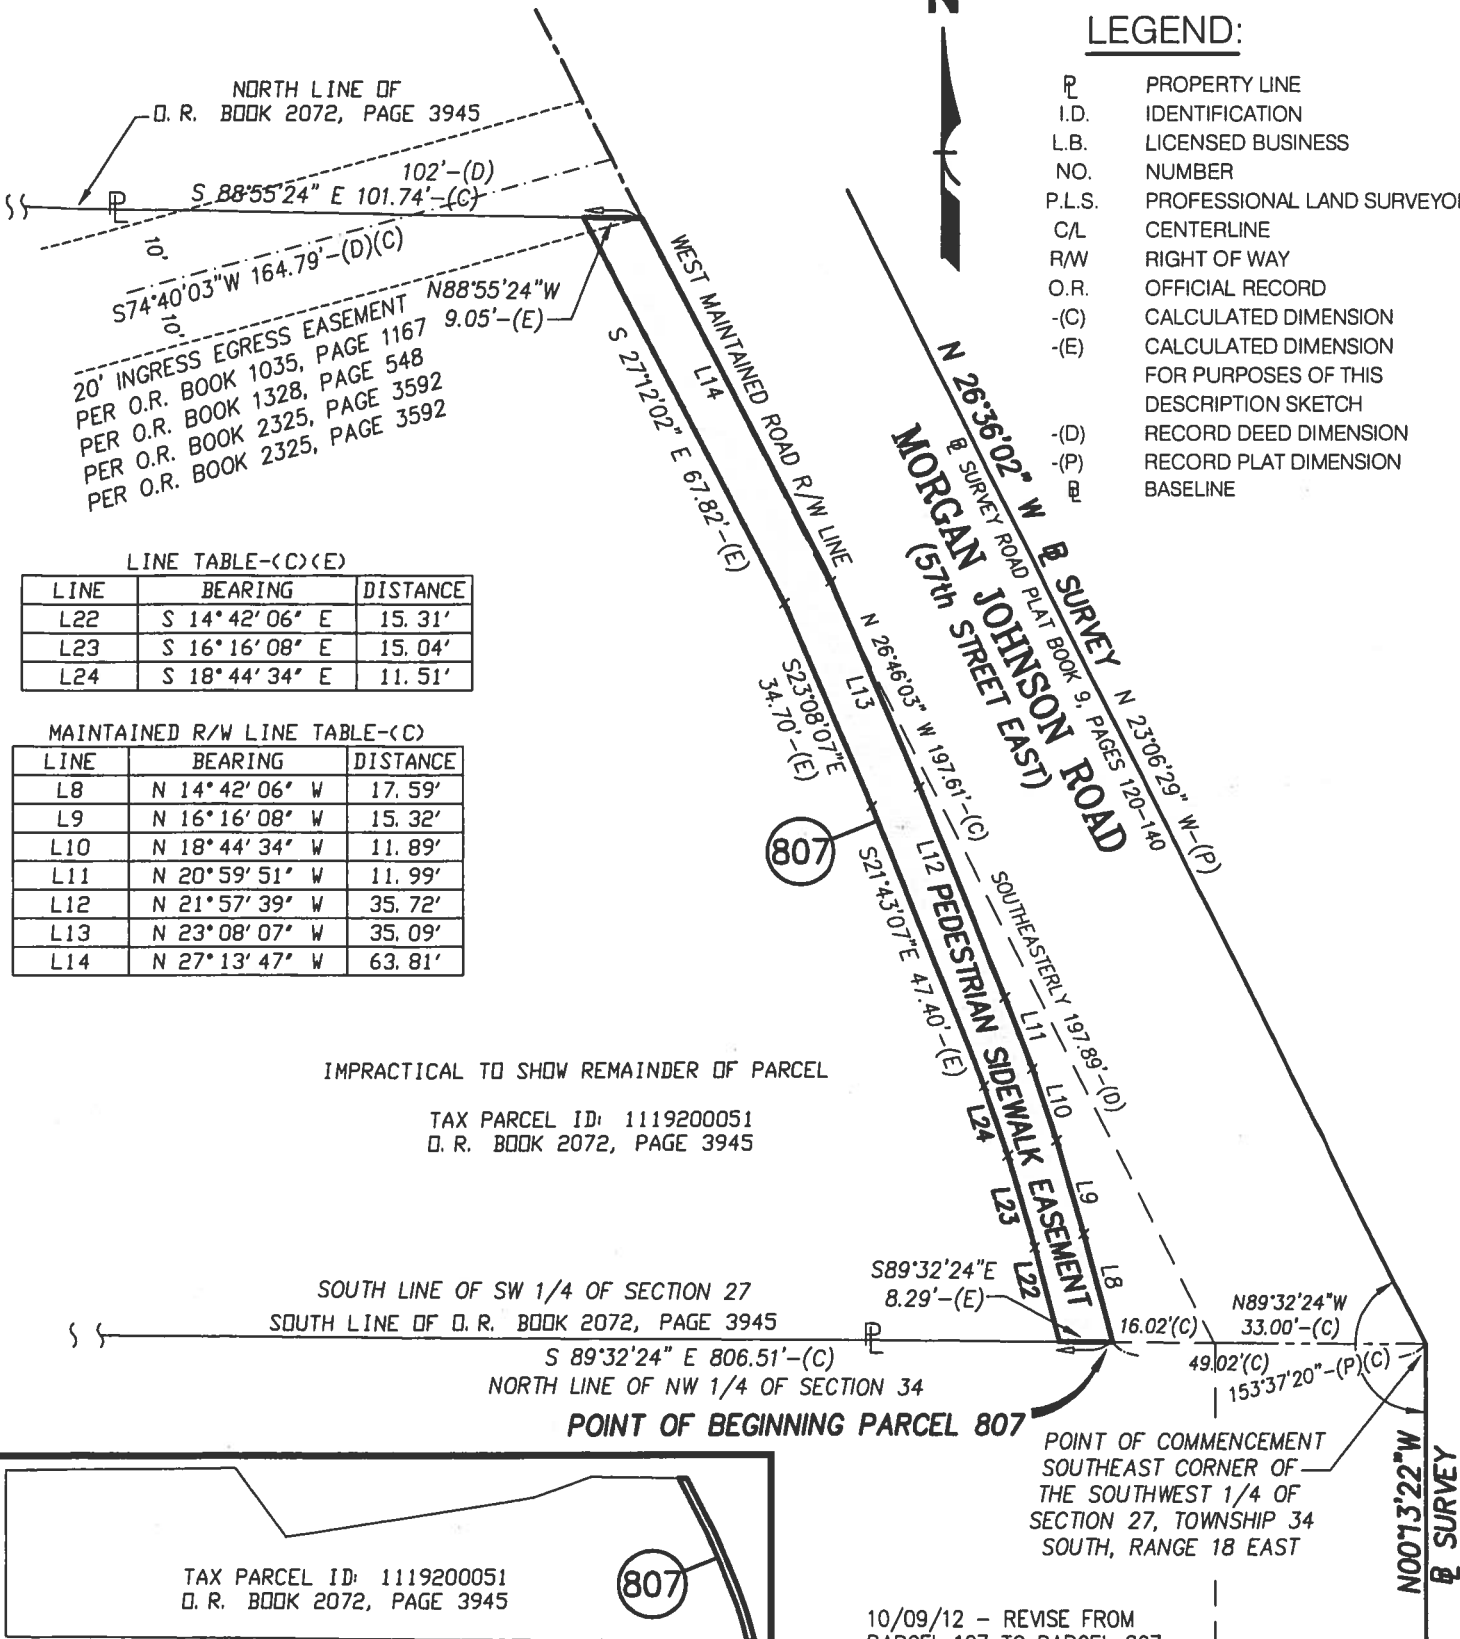 N
LEGEND:
PL PROPERTY LINE
I.D. IDENTIFICATION
L.B. LICENSED BUSINESS
NO. NUMBER
P.L.S. PROFESSIONAL LAND SURVEYOR
C/L CENTERLINE
R/W RIGHT OF WAY
O.R. OFFICIAL RECORD
-(C) CALCULATED DIMENSION
-(E) CALCULATED DIMENSION
FOR PURPOSES OF THIS
DESCRIPTION SKETCH
-(D) RECORD DEED DIMENSION
-(P) RECORD PLAT DIMENSION
BL BASELINE
NORTH LINE OF
O.R. BOOK 2072, PAGE 3945
102'-(D)
S 88°55'24" E 101.74'-(C)
PL
10'
S74°40'03"W 164.79'-(D)(C)
10'
N88°55'24"W
9.05'-(E)
20' INGRESS EGRESS EASEMENT
PER O.R. BOOK 1035, PAGE 1167
PER O.R. BOOK 1328, PAGE 548
PER O.R. BOOK 2325, PAGE 3592
PER O.R. BOOK 2325, PAGE 3592
WEST MAINTAINED ROAD R/W LINE
L14
S 27°12'02" E 67.82'-(E)
N 26°36'02" W BL SURVEY N 23°06'29" W-(P)
BL SURVEY ROAD PLAT BOOK 9, PAGES 120-140
MORGAN JOHNSON ROAD
(57th STREET EAST)
LINE TABLE-(C)(E)
LINE BEARING DISTANCE
L22 S 14°42'06" E 15.31'
L23 S 16°16'08" E 15.04'
L24 S 18°44'34" E 11.51'
MAINTAINED R/W LINE TABLE-(C)
LINE BEARING DISTANCE
L8 N 14°42'06" W 17.59'
L9 N 16°16'08" W 15.32'
L10 N 18°44'34" W 11.89'
L11 N 20°59'51" W 11.99'
L12 N 21°57'39" W 35.72'
L13 N 23°08'07" W 35.09'
L14 N 27°13'47" W 63.81'
N 26°46'03" W 197.61'-(C)
L13
S23°08'07"E
34.70'-(E)
807
L12
S21°43'07"E 47.40'-(E)
PEDESTRIAN SIDEWALK EASEMENT
SOUTHEASTERLY 197.89'-(D)
L11
L10
L24
L9
L23
L8
L22
IMPRACTICAL TO SHOW REMAINDER OF PARCEL
TAX PARCEL ID: 1119200051
O.R. BOOK 2072, PAGE 3945
SOUTH LINE OF SW 1/4 OF SECTION 27
SOUTH LINE OF O.R. BOOK 2072, PAGE 3945
PL
S 89°32'24" E 806.51'-(C)
NORTH LINE OF NW 1/4 OF SECTION 34
S89°32'24"E
8.29'-(E)
16.02'(C)
N89°32'24"W
33.00'-(C)
49.02'(C)
153°37'20"-(P)(C)
POINT OF BEGINNING PARCEL 807
POINT OF COMMENCEMENT
SOUTHEAST CORNER OF
THE SOUTHWEST 1/4 OF
SECTION 27, TOWNSHIP 34
SOUTH, RANGE 18 EAST
N00°13'22"W
BL SURVEY
TAX PARCEL ID: 1119200051
O.R. BOOK 2072, PAGE 3945
807
10/09/12 - REVISE FROM
PARCEL 107 TO PARCEL 807